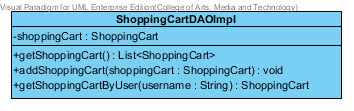 Visual Paradigm for UML Enterprise Edition(College of Arts, Media and Technology)
ShoppingCartDAOImpl
-shoppingCart : ShoppingCart
+getShoppingCart() : List<ShoppingCart>
+addShoppingCart(shoppingCart : ShoppingCart) : void
+getShoppingCartByUser(username : String) : ShoppingCart